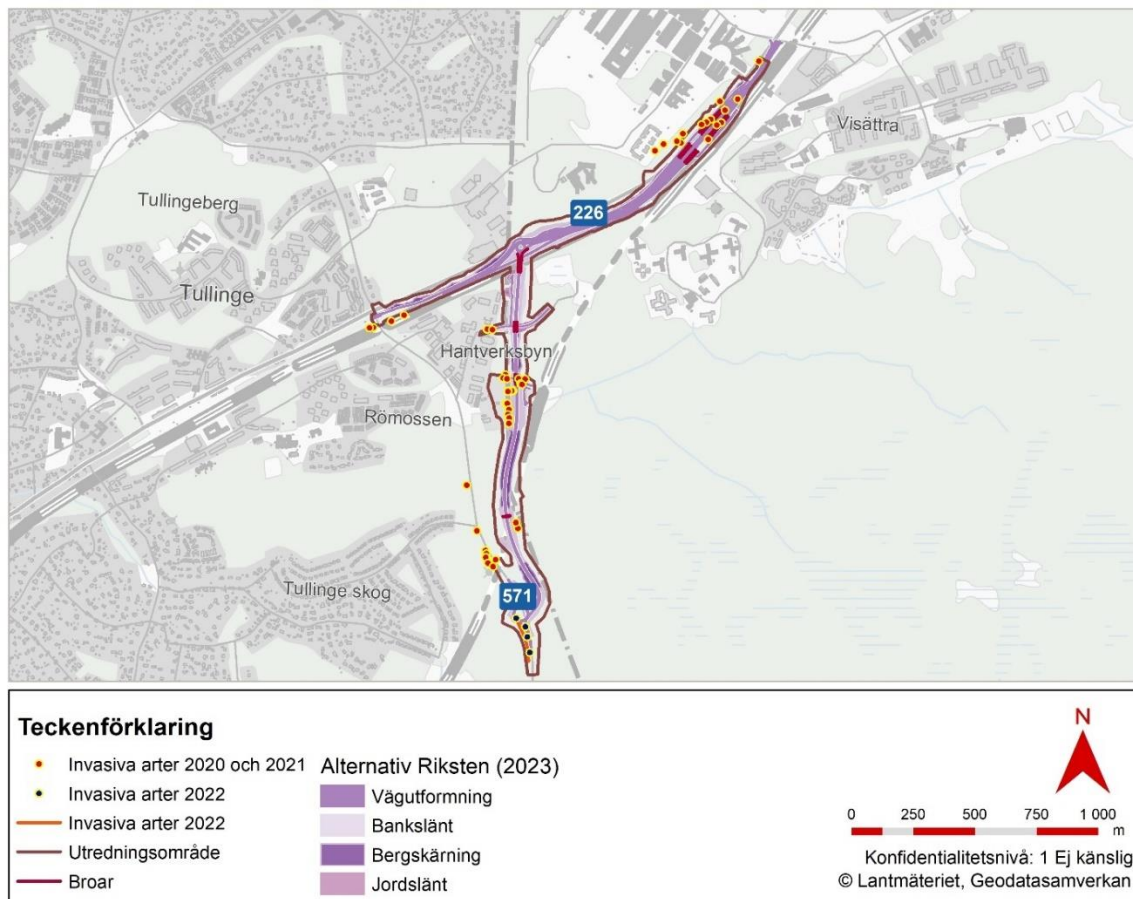 Visättra
Tullingeberg
226
Tullinge
Hantverksbyn
Römossen
Tullinge skog
571
Teckenförklaring
Invasiva arter 2020 och 2021
Invasiva arter 2022
Invasiva arter 2022
Utredningsområde
Broar
Alternativ Riksten (2023)
Vägutformning
Bankslänt
Bergskärning
Jordslänt
N
0 250 500 750 1 000
m
Konfidentialitetsnivå: 1 Ej känslig
© Lantmäteriet, Geodatasamverkan